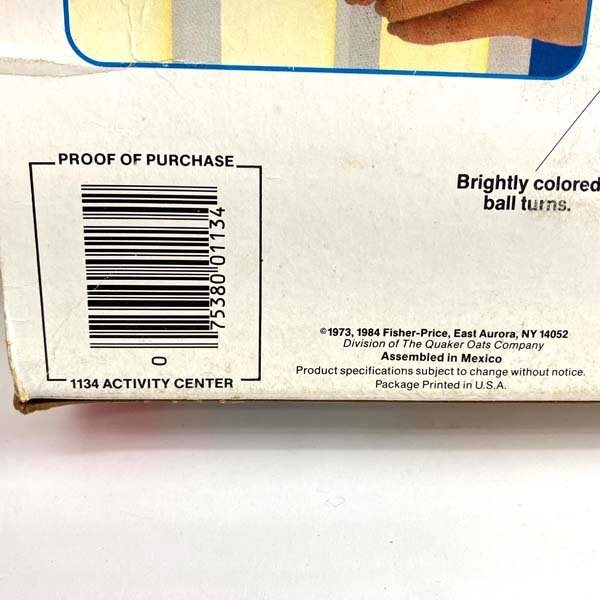 PROOF OF PURCHASE
75380 01134
0
1134 ACTIVITY CENTER
Brightly colored
ball turns.
©1973, 1984 Fisher-Price, East Aurora, NY 14052
Division of The Quaker Oats Company
Assembled in Mexico
Product specifications subject to change without notice.
Package Printed in U.S.A.